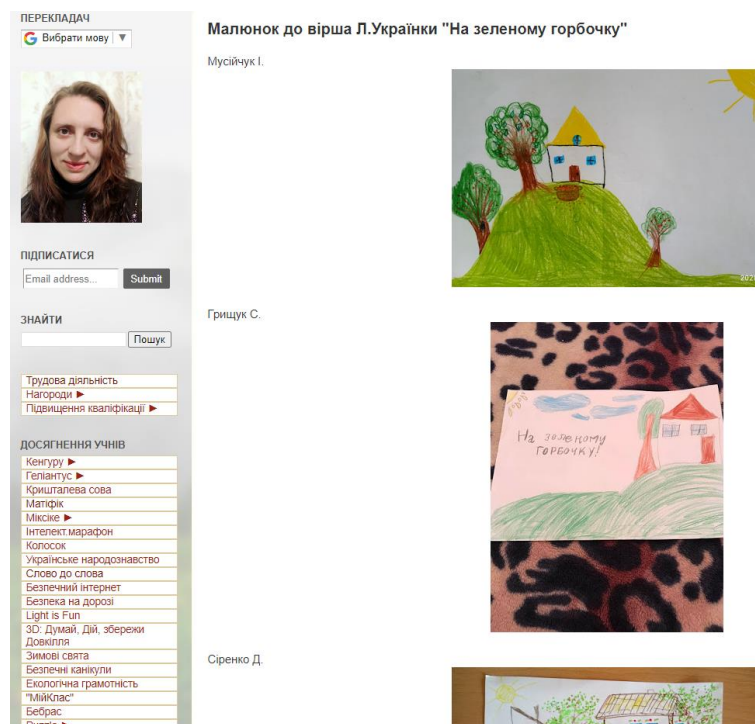 ПЕРЕКЛАДАЧ
Вибрати мову ▼
ПІДПИСАТИСЯ
Email address...
Submit
ЗНАЙТИ
Пошук
Трудова діяльність
Нагороди ►
Підвищення кваліфікації ►
ДОСЯГНЕННЯ УЧНІВ
Кенгуру ►
Геліантус ►
Кришталева сова
Матіфік
Міксіке ►
Інтелект.марафон
Колосок
Українське народознавство
Слово до слова
Безпечний інтернет
Безпека на дорозі
Light is Fun
3D: Думай, Дій, збережи
Довкілля
Зимові свята
Безпечні канікули
Екологічна грамотність
"МійКлас"
Бебрас
Малюнок до вірша Л.Українки "На зеленому горбочку"
Мусійчук І.
Грищук С.
На зеленому
ГОРБОЧКУ!
Сіренко Д.